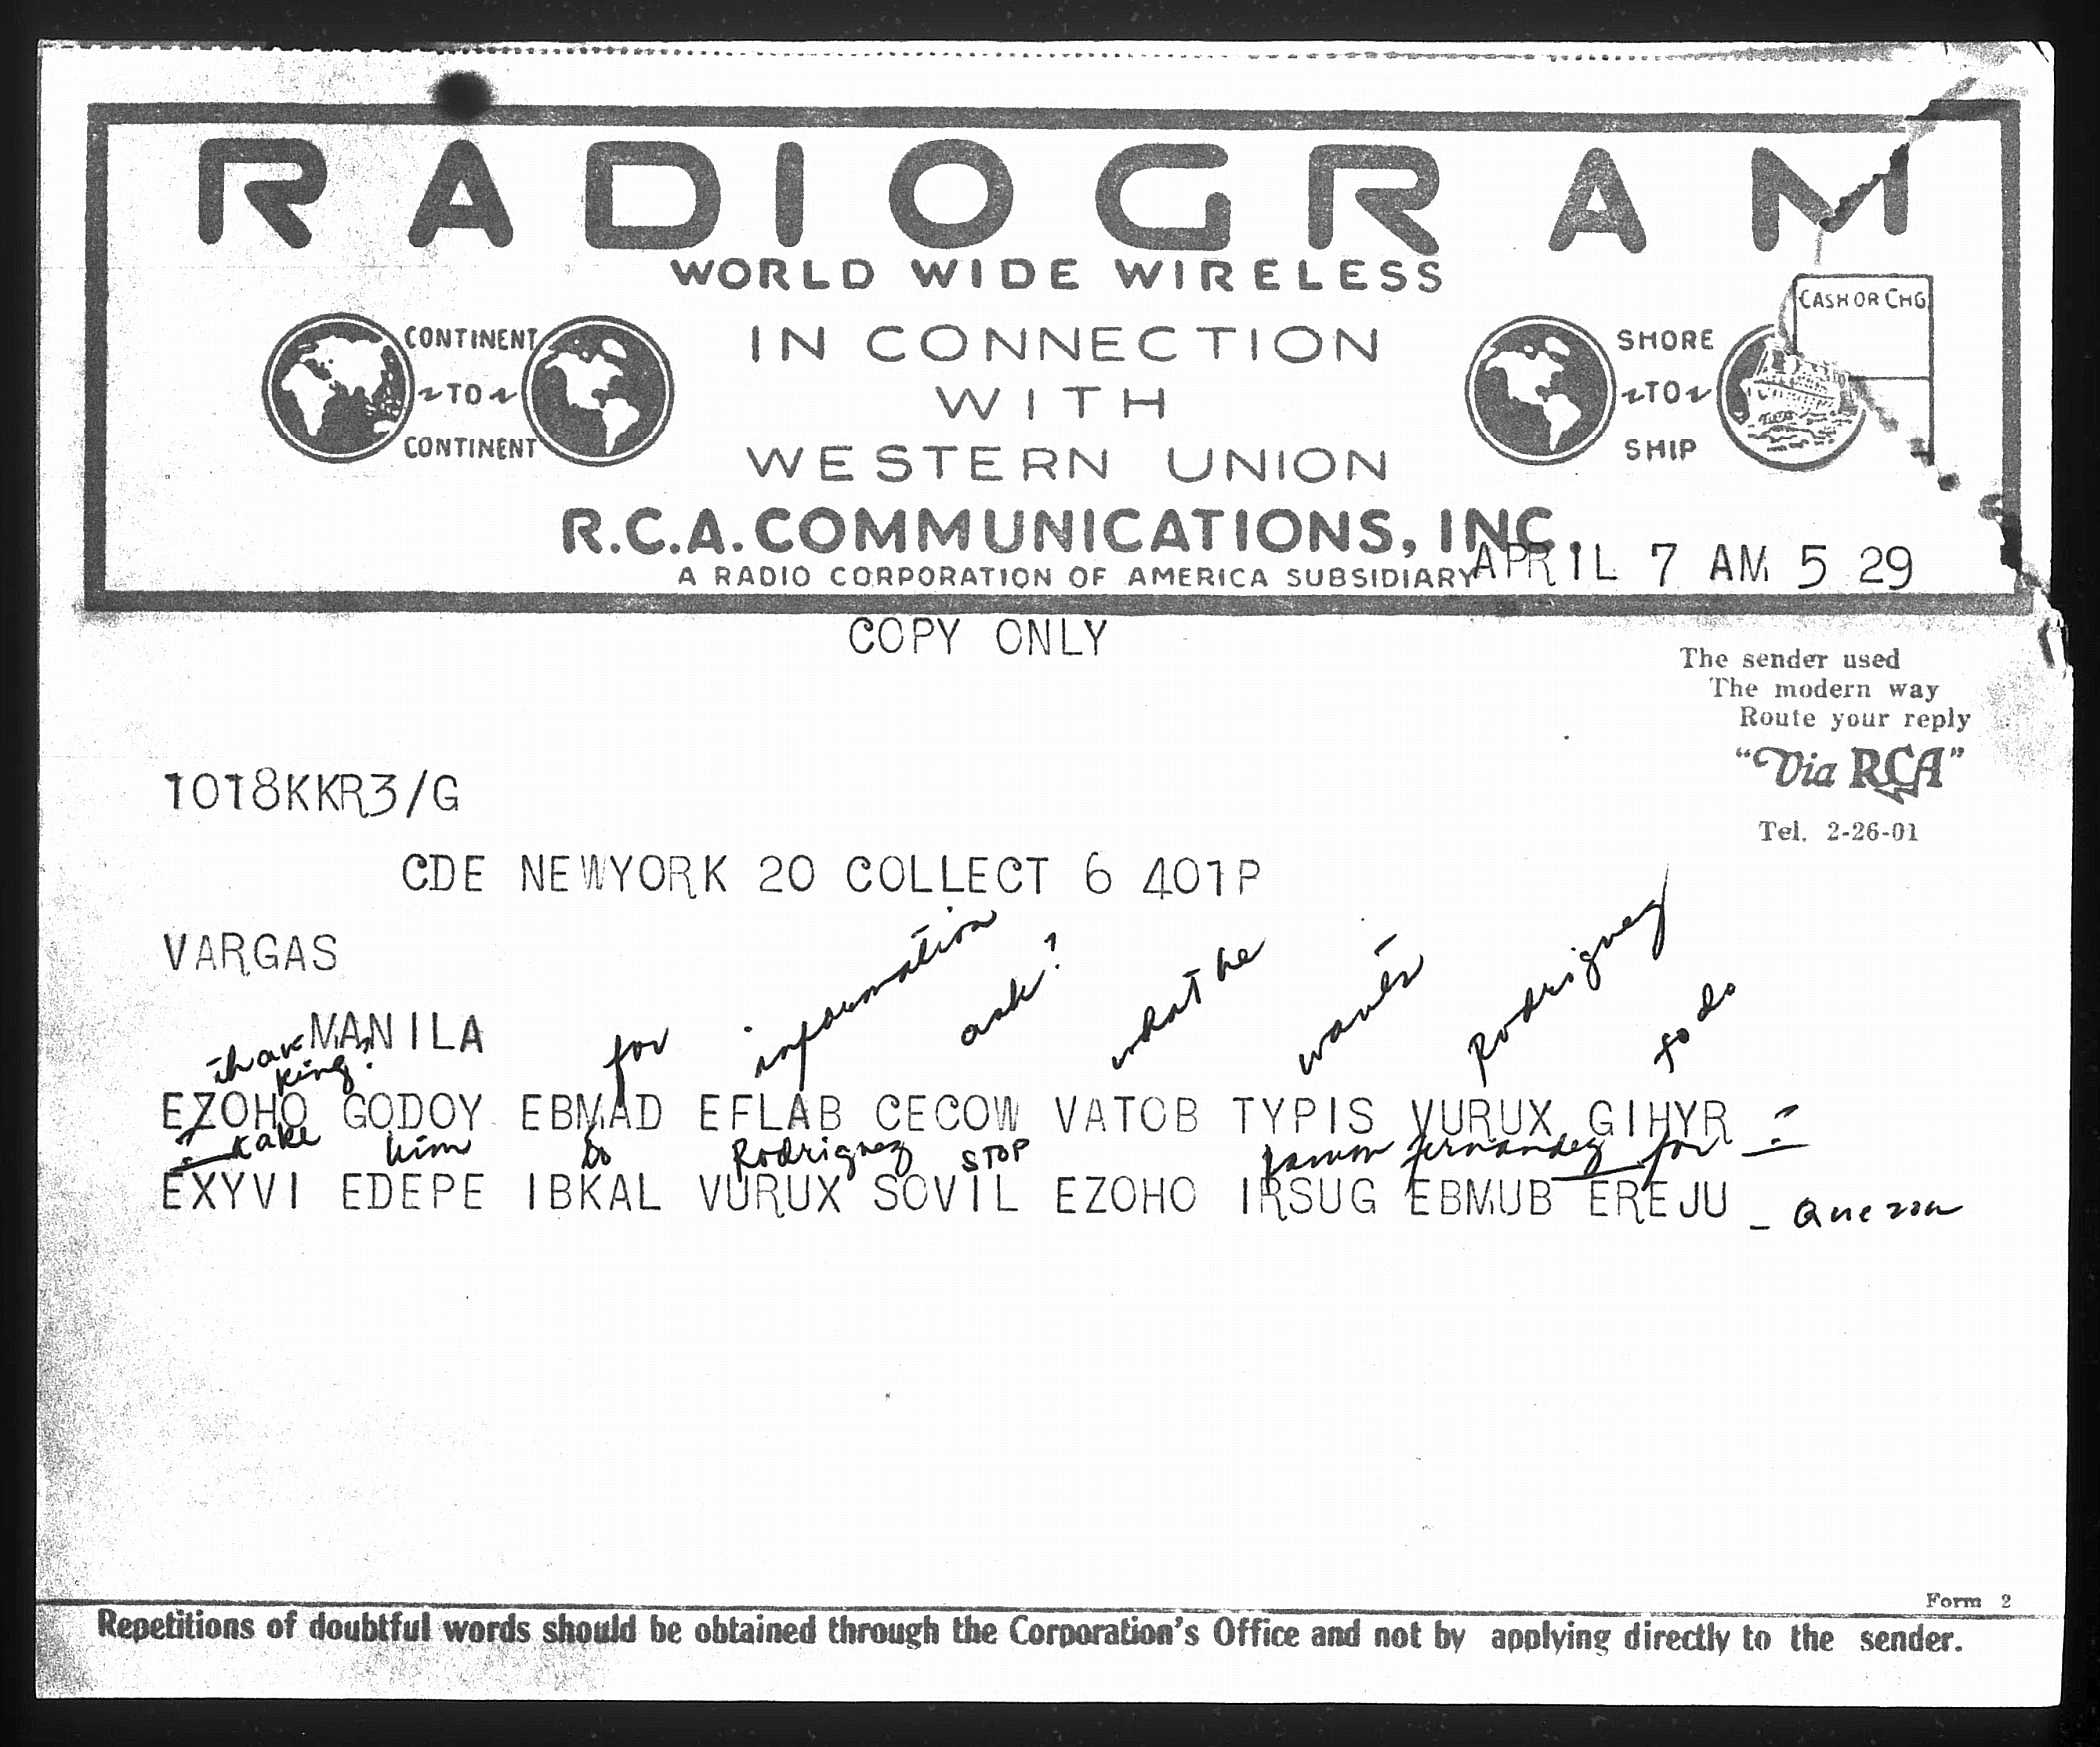 RADIOGRAM
WORLD WIDE WIRELESS
IN CONNECTION
WITH
WESTERN UNION
CONTINENT
TO
CONTINENT
SHORE
TO
SHIP
CASH OR CHG
R.C.A. COMMUNICATIONS, INC.
A RADIO CORPORATION OF AMERICA SUBSIDIARY
APRIL 7 AM 5 29
COPY ONLY
The sender used
The modern way
Route your reply
"Via RCA"
Tel. 2-26-01
1018KKR3/G
CDE NEWYORK 20 COLLECT 6 401P
VARGAS
MANILA
for information ask? what he wants Rodriguez to do
EZOHO GODOY EBMAD EFLAB CECOW VATOB TYPIS VURUX GIHYR =
him to Rodriguez STOP fernandez for
EXYVI EDEPE IBKAL VURUX SOVIL EZOHO IRSUG EBMUB EREJU - Quezon
Form 2
Repetitions of doubtful words should be obtained through the Corporation's Office and not by applying directly to the sender.